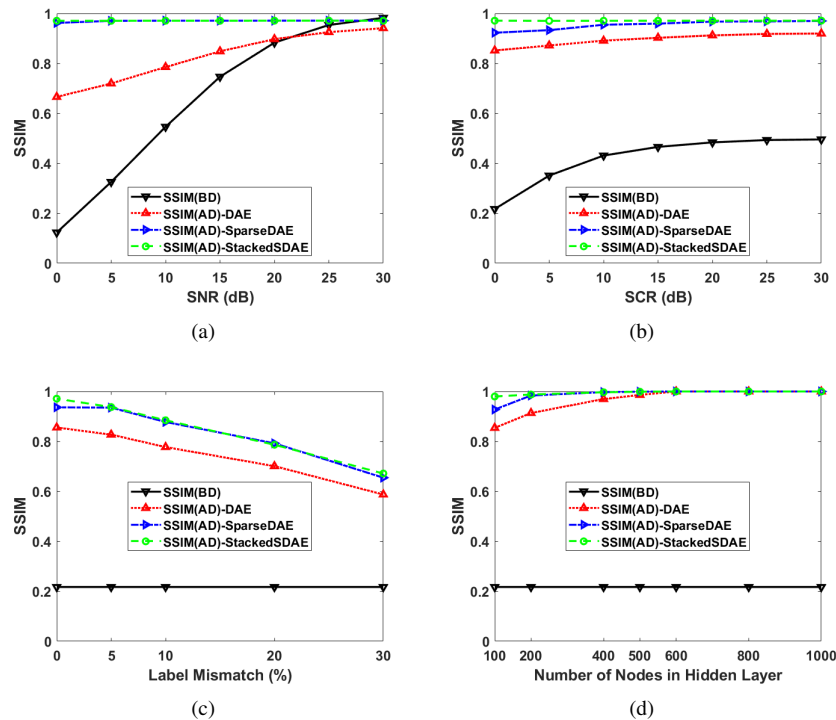 1
0.8
0.6
0.4
0.2
0
SSIM
SSIM(BD)
SSIM(AD)-DAE
SSIM(AD)-SparseDAE
SSIM(AD)-StackedSDAE
0 5 10 15 20 25 30
SNR (dB)
(a)
1
0.8
0.6
0.4
0.2
0
SSIM
SSIM(BD)
SSIM(AD)-DAE
SSIM(AD)-SparseDAE
SSIM(AD)-StackedSDAE
0 5 10 15 20 25 30
SCR (dB)
(b)
1
0.8
0.6
0.4
0.2
0
SSIM
SSIM(BD)
SSIM(AD)-DAE
SSIM(AD)-SparseDAE
SSIM(AD)-StackedSDAE
0 5 10 20 30
Label Mismatch (%)
(c)
1
0.8
0.6
0.4
0.2
0
SSIM
SSIM(BD)
SSIM(AD)-DAE
SSIM(AD)-SparseDAE
SSIM(AD)-StackedSDAE
100 200 400 500 600 800 1000
Number of Nodes in Hidden Layer
(d)